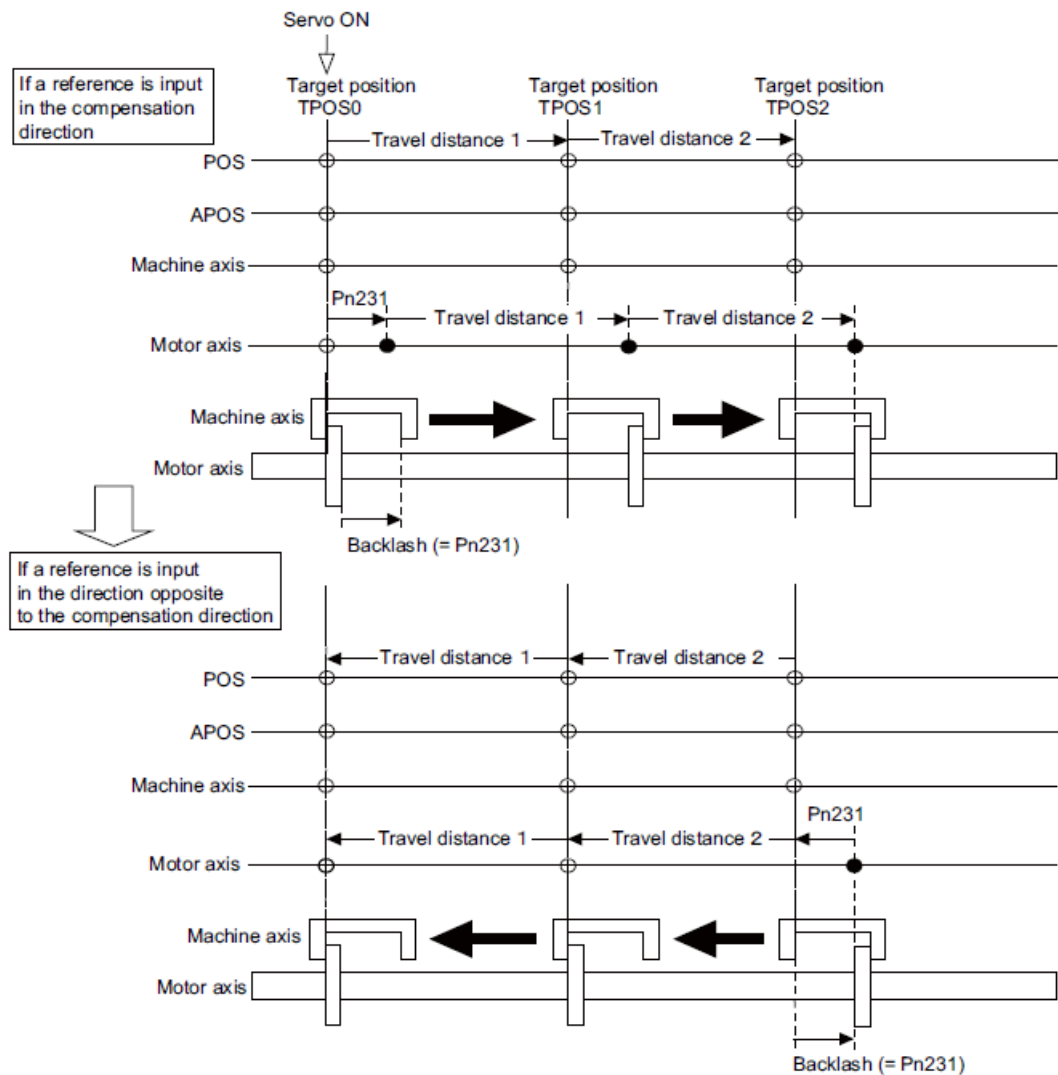 Servo ON
If a reference is input
in the compensation
direction
Target position
TPOS0
Target position
TPOS1
Target position
TPOS2
Travel distance 1
Travel distance 2
POS
APOS
Machine axis
Pn231
Travel distance 1
Travel distance 2
Motor axis
Machine axis
Motor axis
Backlash (= Pn231)
If a reference is input
in the direction opposite
to the compensation direction
Travel distance 1
Travel distance 2
POS
APOS
Machine axis
Pn231
Travel distance 1
Travel distance 2
Motor axis
Machine axis
Motor axis
Backlash (= Pn231)